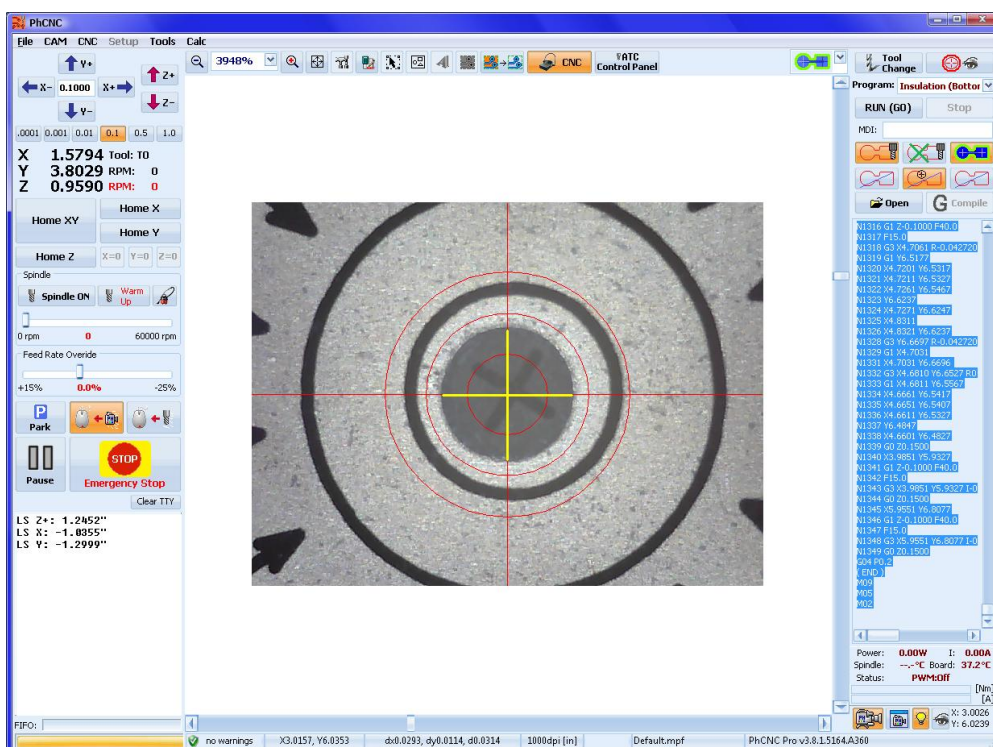 PhCNC
File CAM CNC Setup Tools Calc
Y+
X- 0.1000 X+
Z+
Z-
Y-
.0001 0.001 0.01 0.1 0.5 1.0
X 1.5794 Tool: T0
Y 3.8029 RPM: 0
Z 0.9590 RPM: 0
Home XY
Home X
Home Y
Home Z
X=0 Y=0 Z=0
Spindle
Spindle ON
Warm Up
0 rpm 0 60000 rpm
Feed Rate Overide
+15% 0.0% -25%
P
Park
Pause
STOP
Emergency Stop
Clear TTY
LS Z+: 1.2452"
LS X: -1.0355"
LS Y: -1.2999"
FIFO:
3948%
CNC
ATC
Control Panel
Tool
Change
Program: Insulation (Bottor
RUN (GO) Stop
MDI:
Open
G Compile
N1316 G1 Z-0.1000 F40.0
N1317 F15.0
N1318 G3 X4.7061 R-0.042720
N1319 G1 Y6.5177
N1320 X4.7201 Y6.5317
N1321 X4.7211 Y6.5327
N1322 X4.7261 Y6.5467
N1323 Y6.6237
N1324 X4.7271 Y6.6247
N1325 X4.8311
N1326 X4.8321 Y6.6237
N1328 G3 Y6.6697 R-0.042720
N1329 G1 X4.7031
N1331 X4.7031 Y6.6696
N1332 G3 X4.6810 Y6.6527 R0
N1333 G1 X4.6811 Y6.5567
N1334 X4.6661 Y6.5417
N1335 X4.6651 Y6.5407
N1336 X4.6611 Y6.5327
N1337 Y6.4847
N1338 X4.6601 Y6.4827
N1339 G0 Z0.1500
N1340 X3.9851 Y5.9327
N1341 G1 Z-0.1000 F40.0
N1342 F15.0
N1343 G3 X3.9851 Y5.9327 I-0
N1344 G0 Z0.1500
N1345 X5.9551 Y6.8077
N1346 G1 Z-0.1000 F40.0
N1347 F15.0
N1348 G3 X5.9551 Y6.8077 I-0
N1349 G0 Z0.1500
G04 P0.2
( END )
M09
M05
M02
Power: 0.00W I: 0.00A
Spindle: --.-°C Board: 37.2°C
Status: PWM:Off
[Nm]
[A]
X: 3.0026
Y: 6.0239
no warnings X3.0157, Y6.0353 dx0.0293, dy0.0114, d0.0314 1000dpi [in] Default.mpf PhCNC Pro v3.8.1.5164.A360